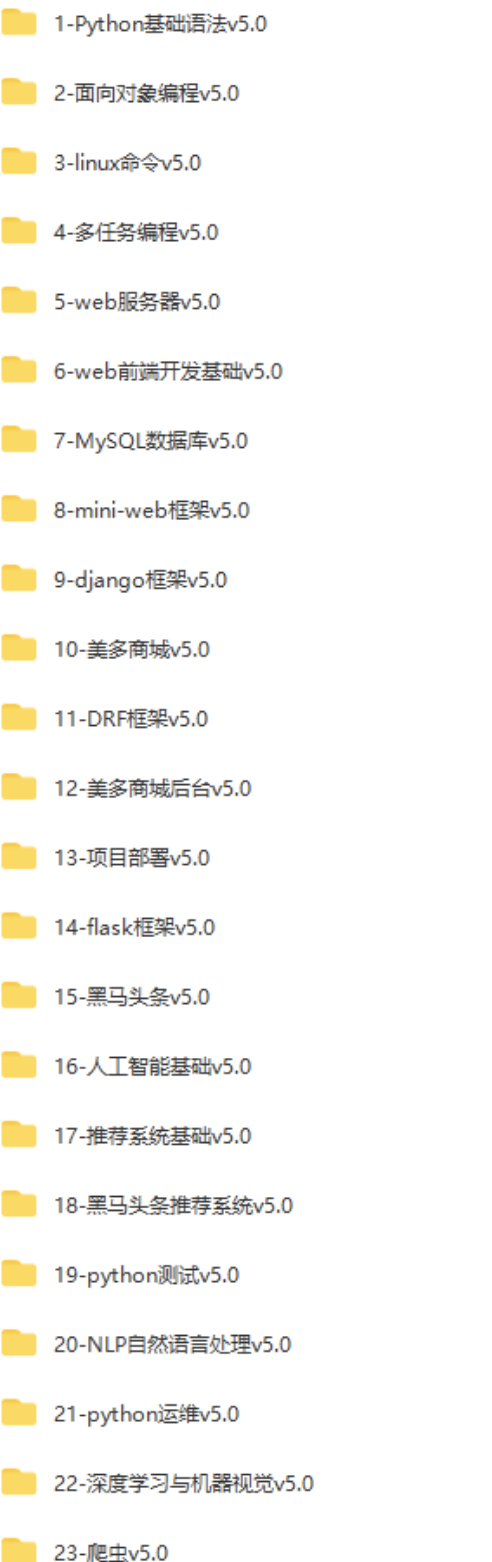 1-Python基础语法v5.0
2-面向对象编程v5.0
3-linux命令v5.0
4-多任务编程v5.0
5-web服务器v5.0
6-web前端开发基础v5.0
7-MySQL数据库v5.0
8-mini-web框架v5.0
9-django框架v5.0
10-美多商城v5.0
11-DRF框架v5.0
12-美多商城后台v5.0
13-项目部署v5.0
14-flask框架v5.0
15-黑马头条v5.0
16-人工智能基础v5.0
17-推荐系统基础v5.0
18-黑马头条推荐系统v5.0
19-python测试v5.0
20-NLP自然语言处理v5.0
21-python运维v5.0
22-深度学习与机器视觉v5.0
23-爬虫v5.0